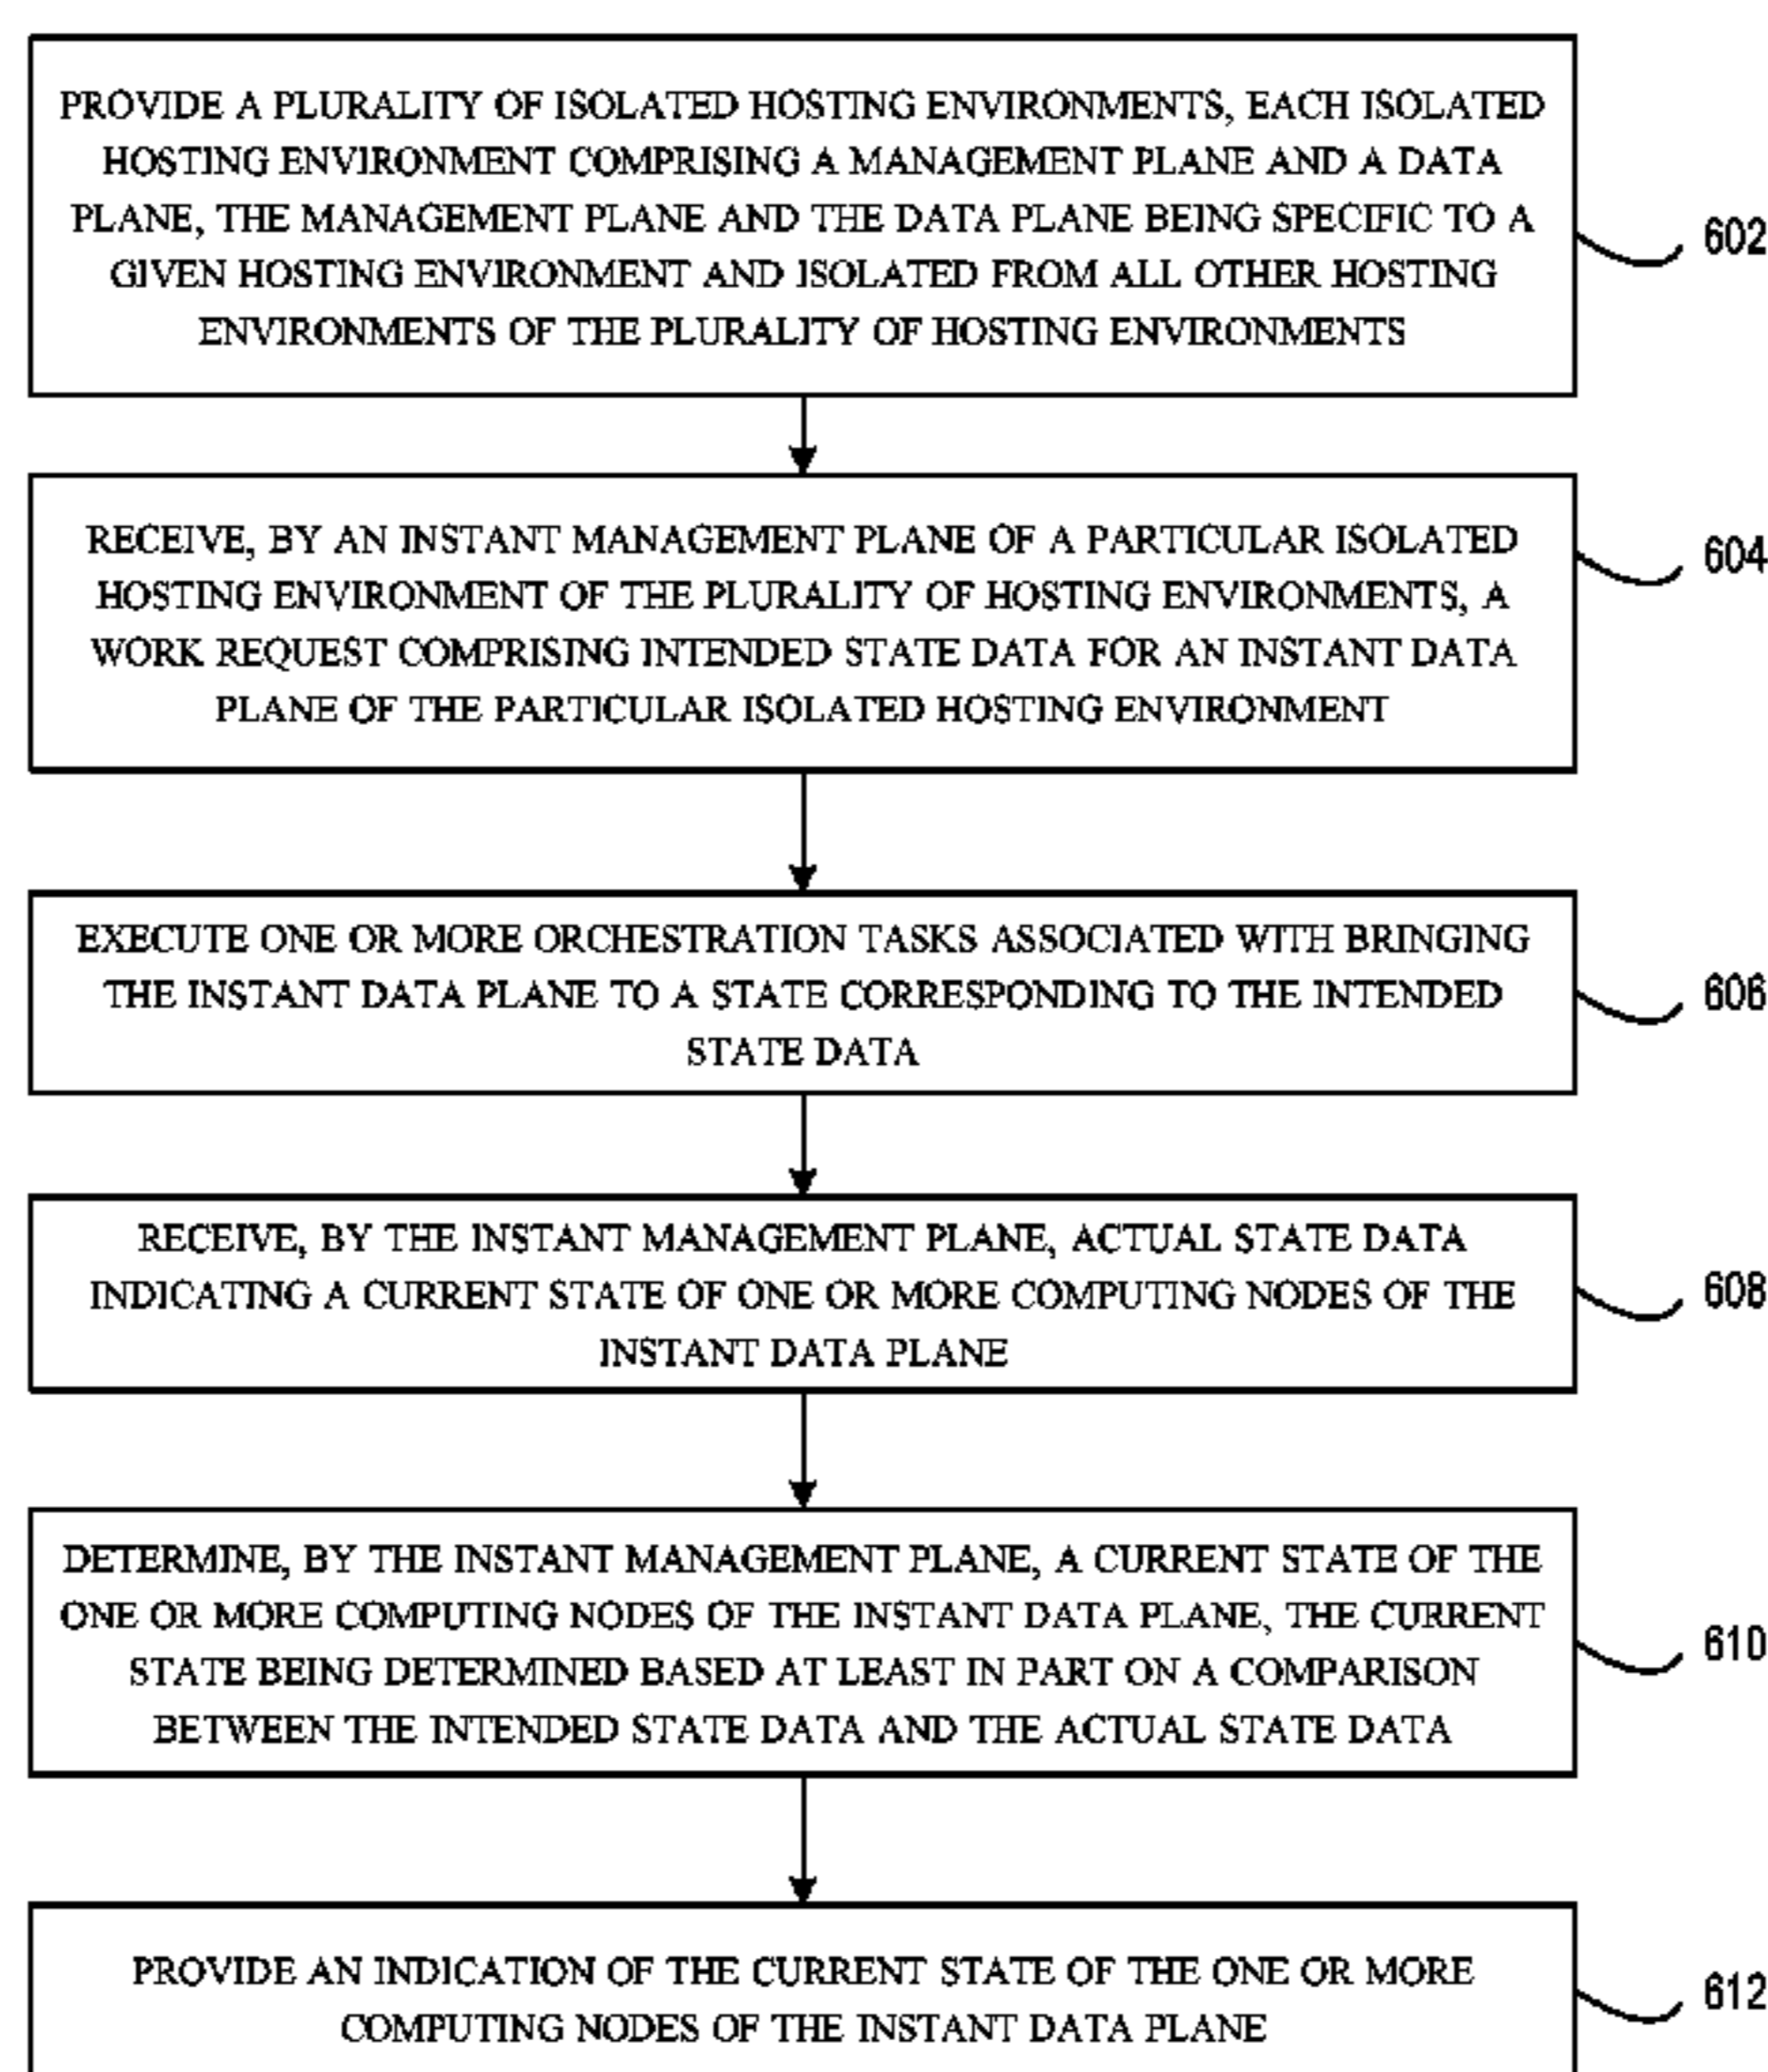 PROVIDE A PLURALITY OF ISOLATED HOSTING ENVIRONMENTS, EACH ISOLATED
HOSTING ENVIRONMENT COMPRISING A MANAGEMENT PLANE AND A DATA
PLANE, THE MANAGEMENT PLANE AND THE DATA PLANE BEING SPECIFIC TO A
GIVEN HOSTING ENVIRONMENT AND ISOLATED FROM ALL OTHER HOSTING
ENVIRONMENTS OF THE PLURALITY OF HOSTING ENVIRONMENTS
602
RECEIVE, BY AN INSTANT MANAGEMENT PLANE OF A PARTICULAR ISOLATED
HOSTING ENVIRONMENT OF THE PLURALITY OF HOSTING ENVIRONMENTS, A
WORK REQUEST COMPRISING INTENDED STATE DATA FOR AN INSTANT DATA
PLANE OF THE PARTICULAR ISOLATED HOSTING ENVIRONMENT
604
EXECUTE ONE OR MORE ORCHESTRATION TASKS ASSOCIATED WITH BRINGING
THE INSTANT DATA PLANE TO A STATE CORRESPONDING TO THE INTENDED
STATE DATA
606
RECEIVE, BY THE INSTANT MANAGEMENT PLANE, ACTUAL STATE DATA
INDICATING A CURRENT STATE OF ONE OR MORE COMPUTING NODES OF THE
INSTANT DATA PLANE
608
DETERMINE, BY THE INSTANT MANAGEMENT PLANE, A CURRENT STATE OF THE
ONE OR MORE COMPUTING NODES OF THE INSTANT DATA PLANE, THE CURRENT
STATE BEING DETERMINED BASED AT LEAST IN PART ON A COMPARISON
BETWEEN THE INTENDED STATE DATA AND THE ACTUAL STATE DATA
610
PROVIDE AN INDICATION OF THE CURRENT STATE OF THE ONE OR MORE
COMPUTING NODES OF THE INSTANT DATA PLANE
612